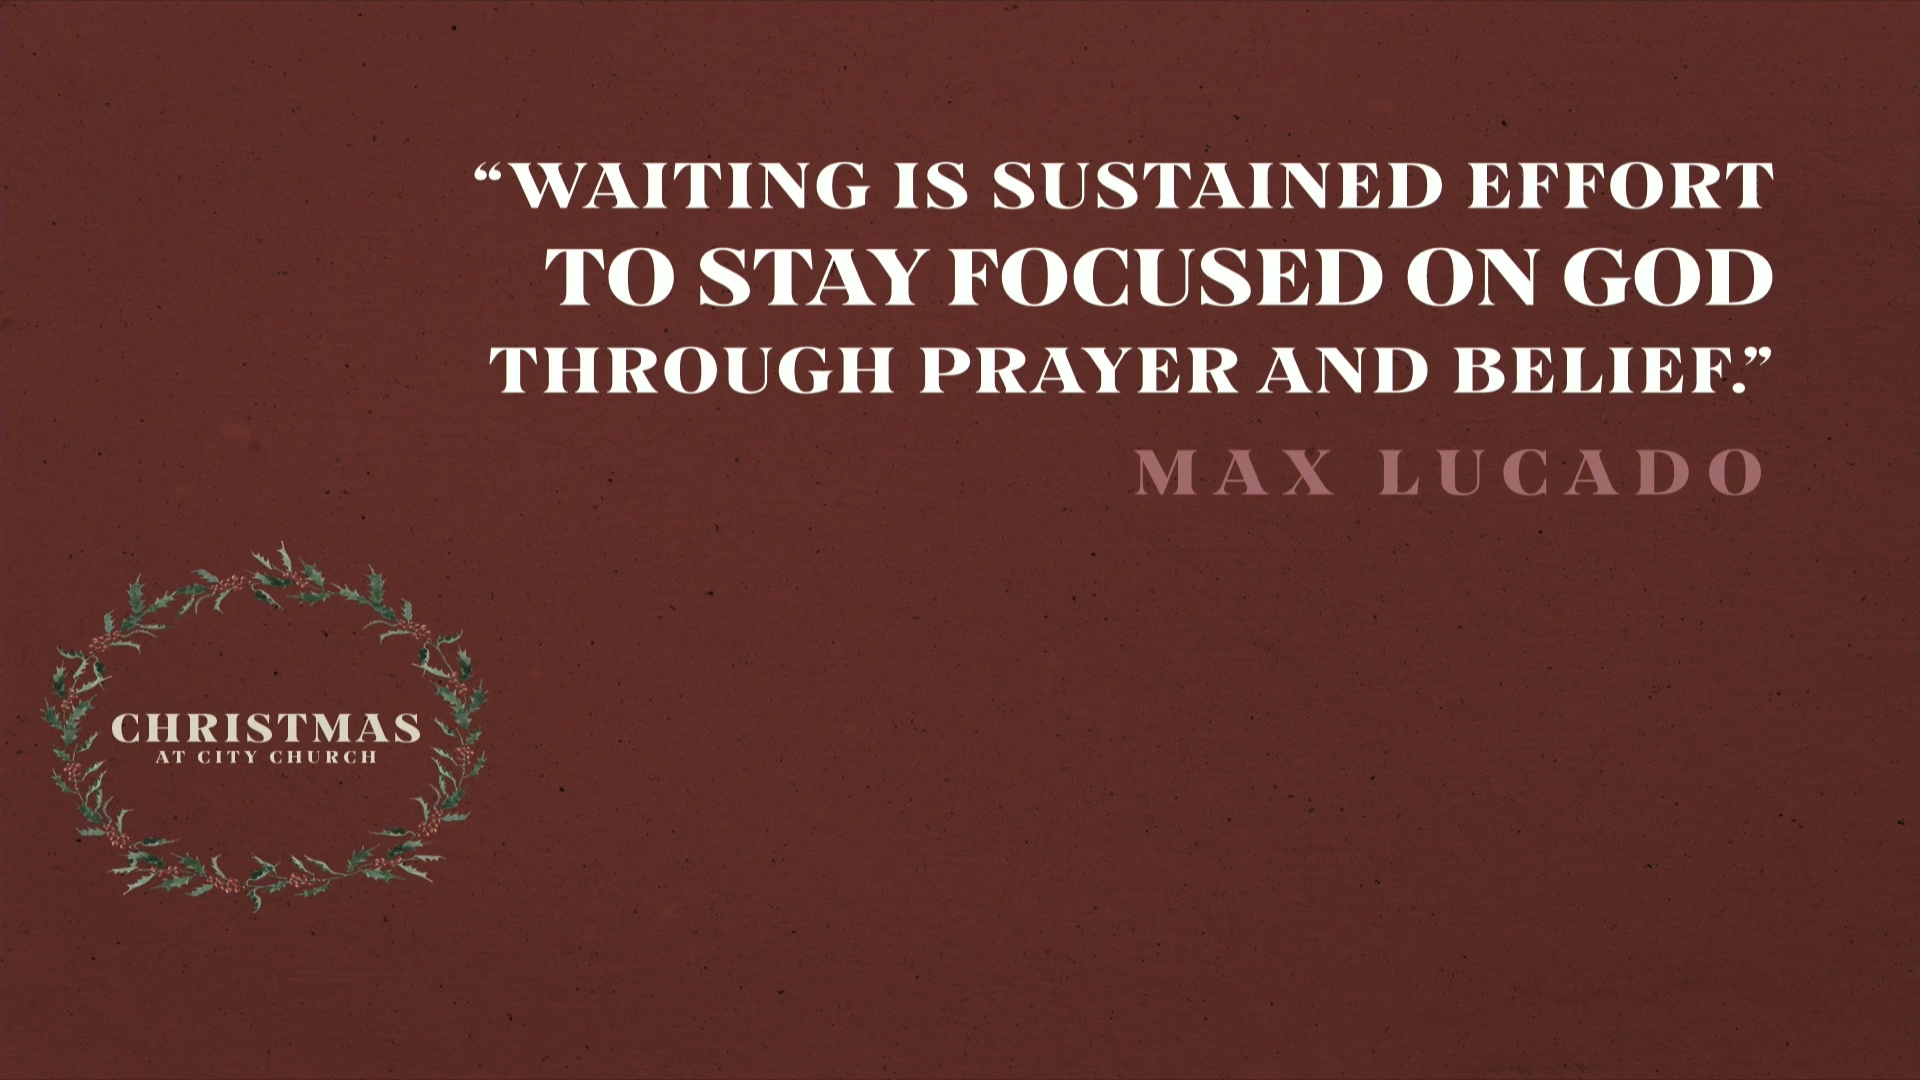 “WAITING IS SUSTAINED EFFORT
TO STAY FOCUSED ON GOD
THROUGH PRAYER AND BELIEF.”
MAX LUCADO
CHRISTMAS
AT CITY CHURCH